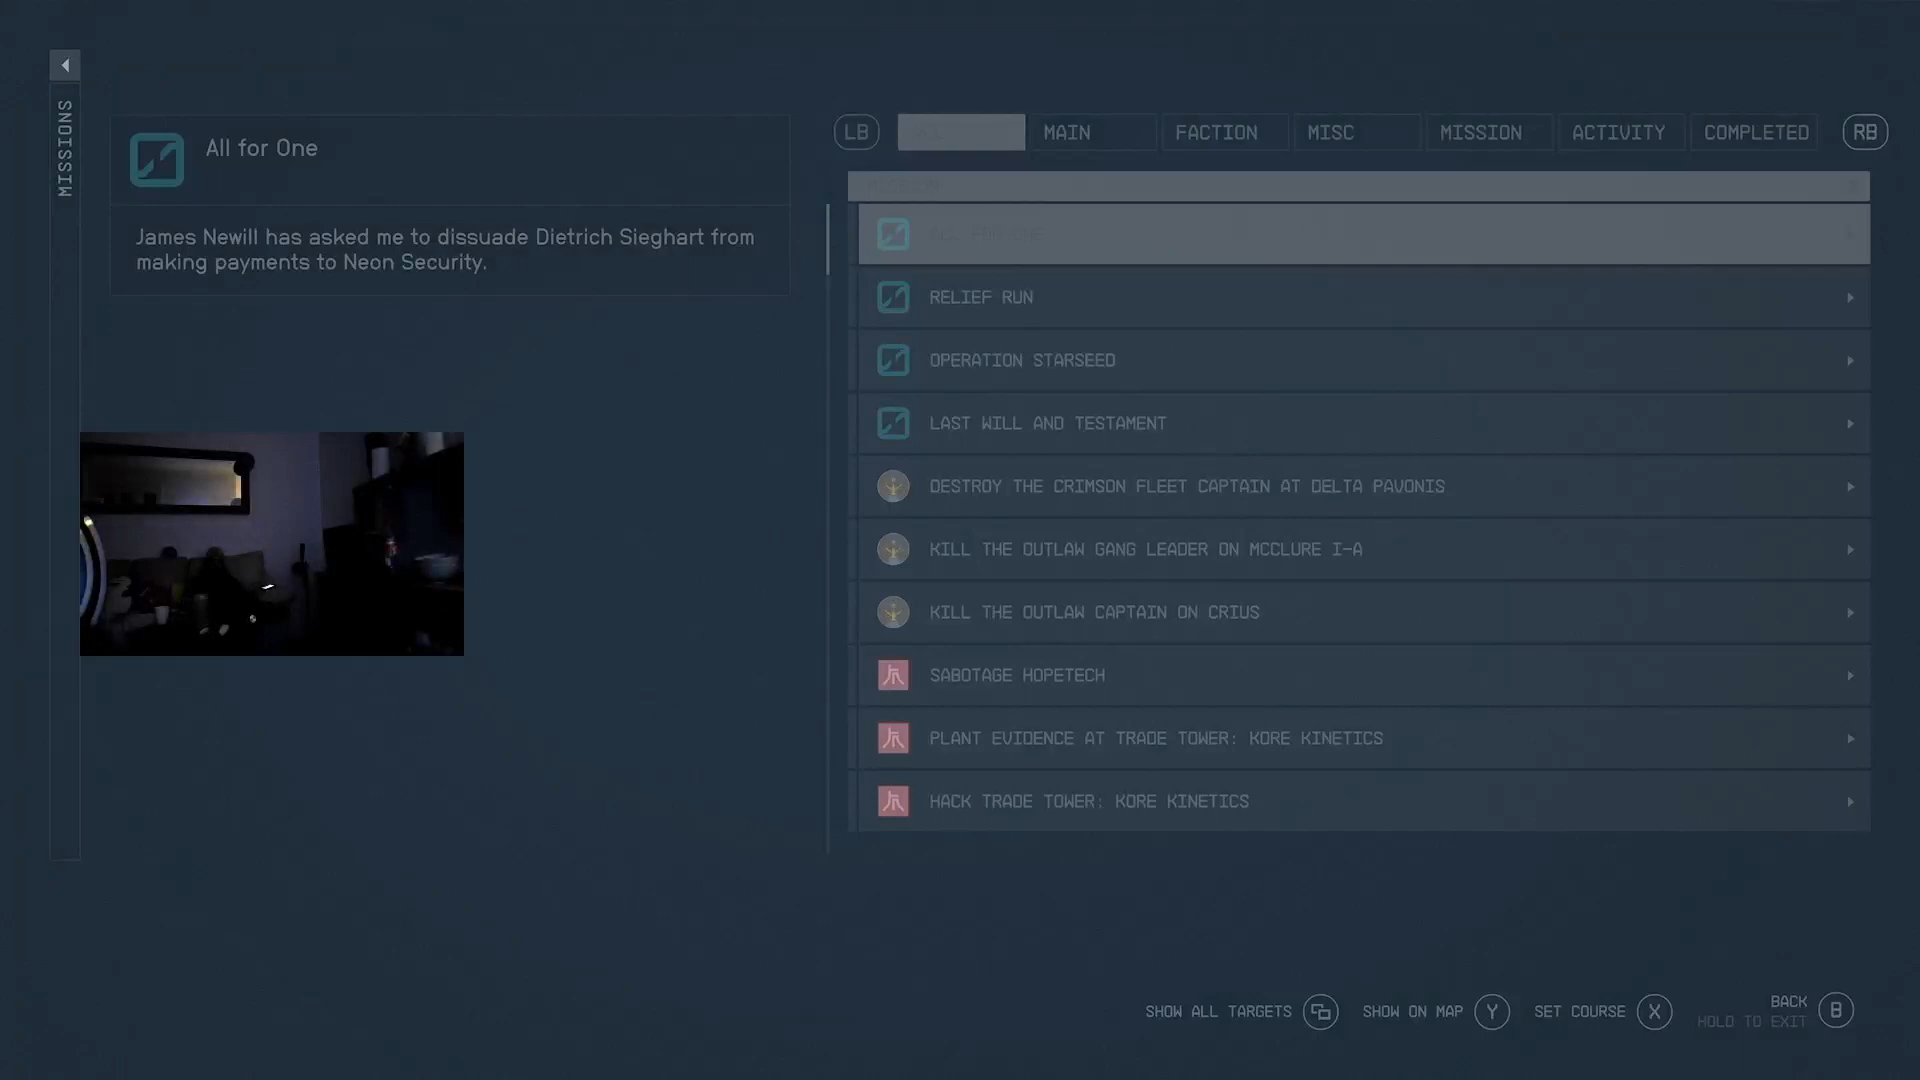 MISSIONS
All for One
James Newill has asked me to dissuade Dietrich Sieghart from
making payments to Neon Security.
LB
ALL
MAIN
FACTION
MISC
MISSION
ACTIVITY
COMPLETED
RB
ALL FOR ONE
RELIEF RUN
OPERATION STARSEED
LAST WILL AND TESTAMENT
DESTROY THE CRIMSON FLEET CAPTAIN AT DELTA PAVONIS
KILL THE OUTLAW GANG LEADER ON MCCLURE I-A
KILL THE OUTLAW CAPTAIN ON CRIUS
SABOTAGE HOPETECH
PLANT EVIDENCE AT TRADE TOWER: KORE KINETICS
HACK TRADE TOWER: KORE KINETICS
SHOW ALL TARGETS
SHOW ON MAP Y
SET COURSE X
BACK B
HOLD TO EXIT